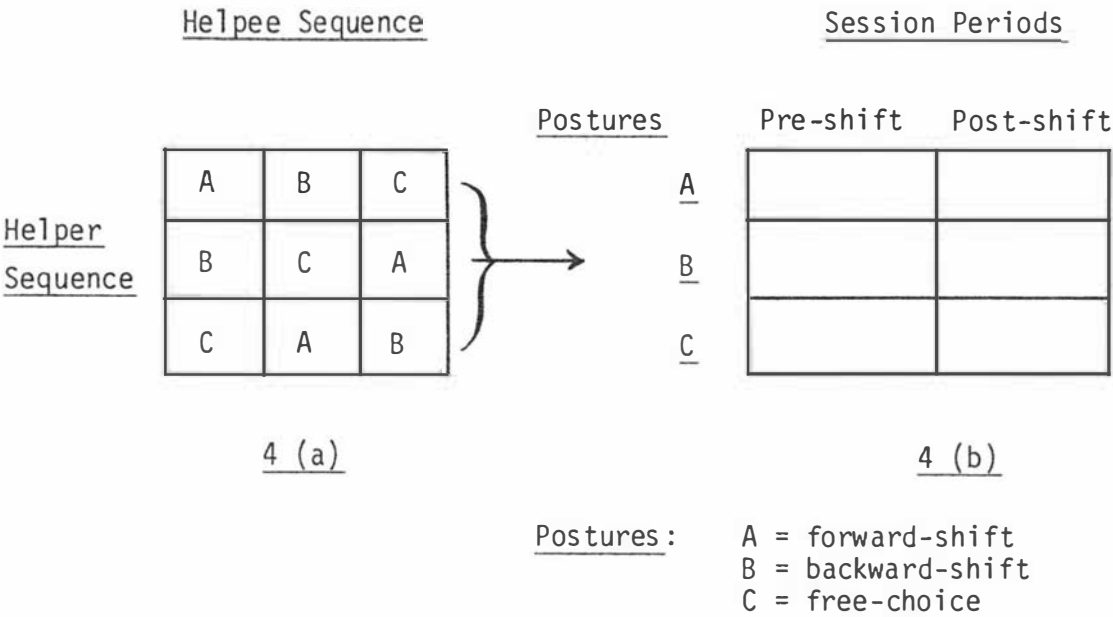 Helpee Sequence
Session Periods
Postures
Pre-shift Post-shift
A B C
A
Helper
Sequence
B C A
B
C A B
C
4 (a)
4 (b)
Postures: A = forward-shift
B = backward-shift
C = free-choice